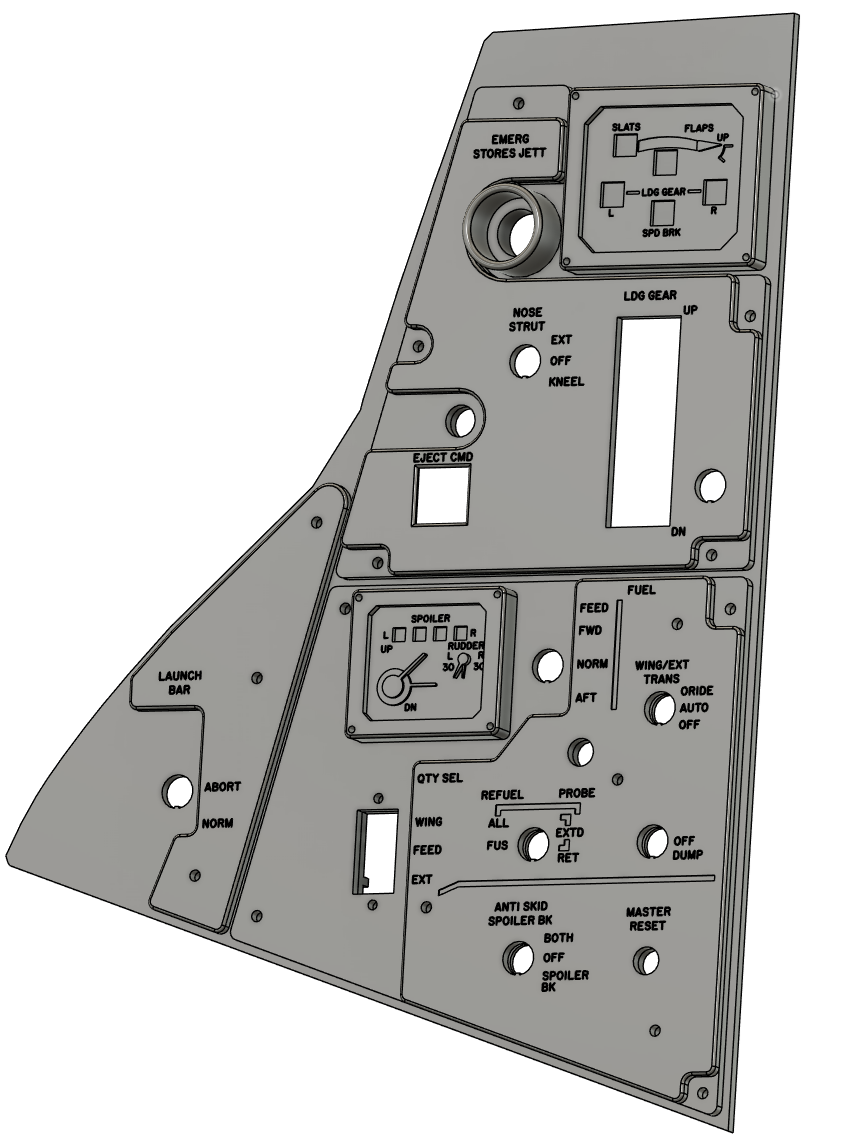 EMERG
STORES JETT
SLATS FLAPS
UP
LDG GEAR
L R
SPD BRK
NOSE
STRUT
EXT
OFF
KNEEL
LDG GEAR
UP
DN
EJECT CMD
LAUNCH
BAR
ABORT
NORM
SPOILER
L R
UP
RUDDER
L R
30 30
DN
FUEL
FEED
FWD
NORM
AFT
WING/EXT
TRANS
ORIDE
AUTO
OFF
QTY SEL
WING
FEED
EXT
REFUEL PROBE
ALL
FUS
EXTD
RET
OFF
DUMP
ANTI SKID
SPOILER BK
BOTH
OFF
SPOILER
BK
MASTER
RESET